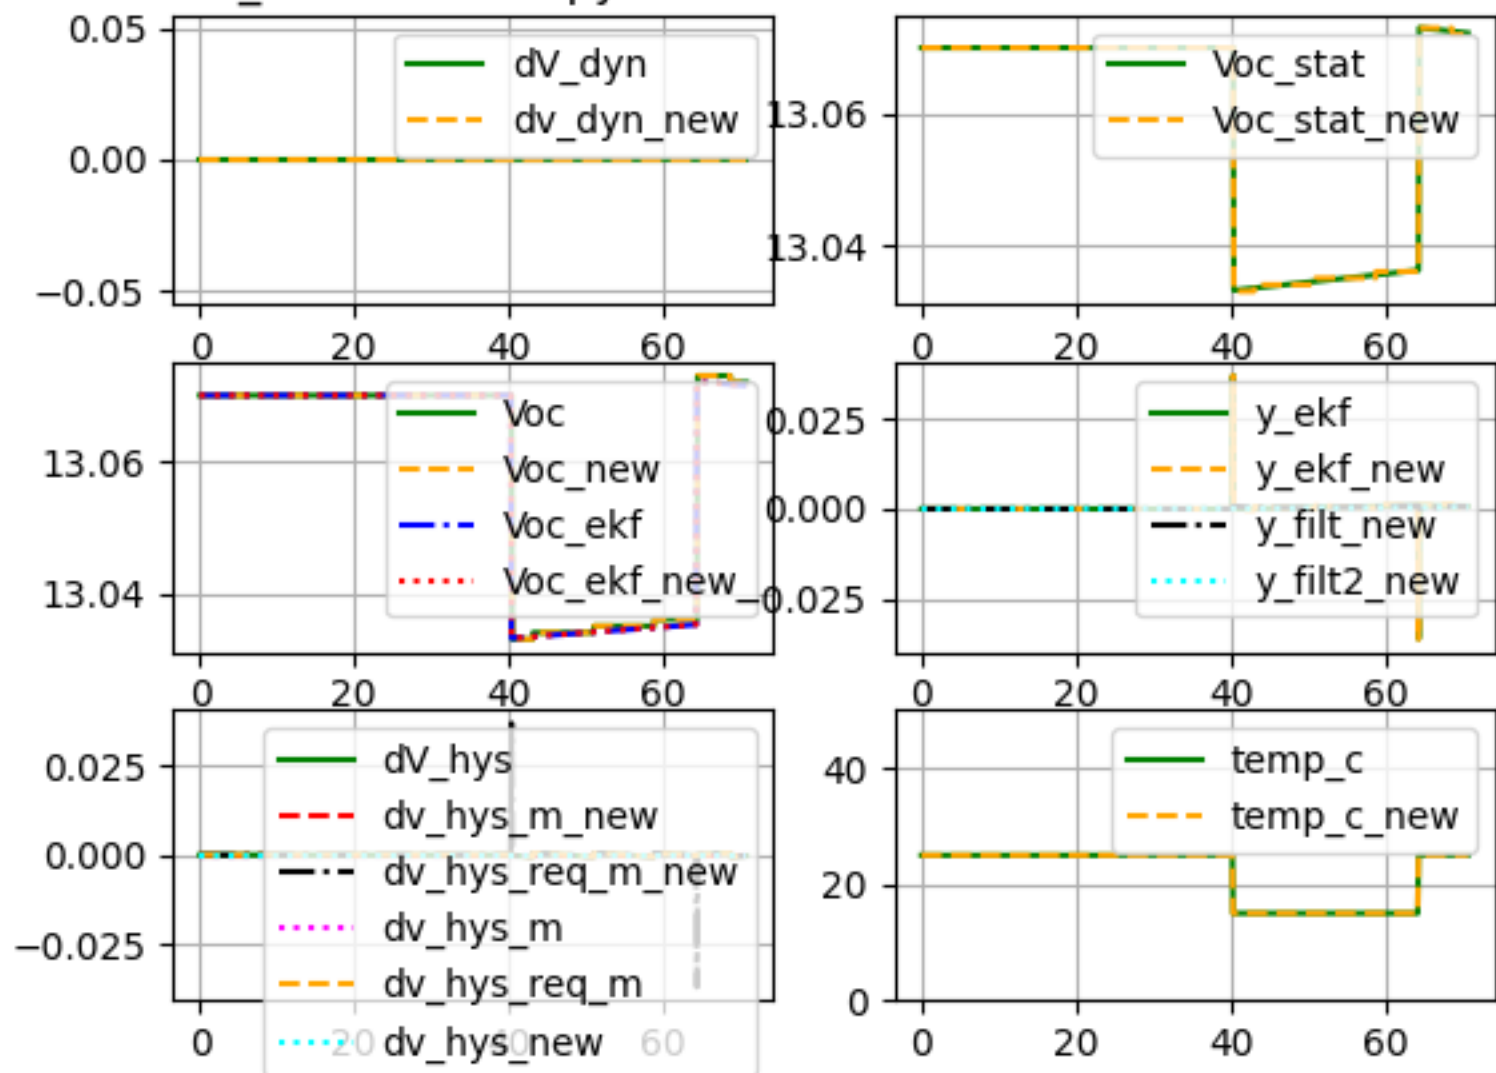 0.05
0.00
−0.05
0 20 40 60
dV_dyn
dv_dyn_new
13.06
13.04
0 20 40 60
Voc_stat
Voc_stat_new
13.06
13.04
0 20 40 60
Voc
Voc_new
Voc_ekf
Voc_ekf_new
0.025
0.000
−0.025
0 20 40 60
y_ekf
y_ekf_new
y_filt_new
y_filt2_new
0.025
0.000
−0.025
0 20 40 60
dV_hys
dv_hys_m_new
dv_hys_req_m_new
dv_hys_m
dv_hys_req_m
dv_hys_new
40
20
0
0 20 40 60
temp_c
temp_c_new